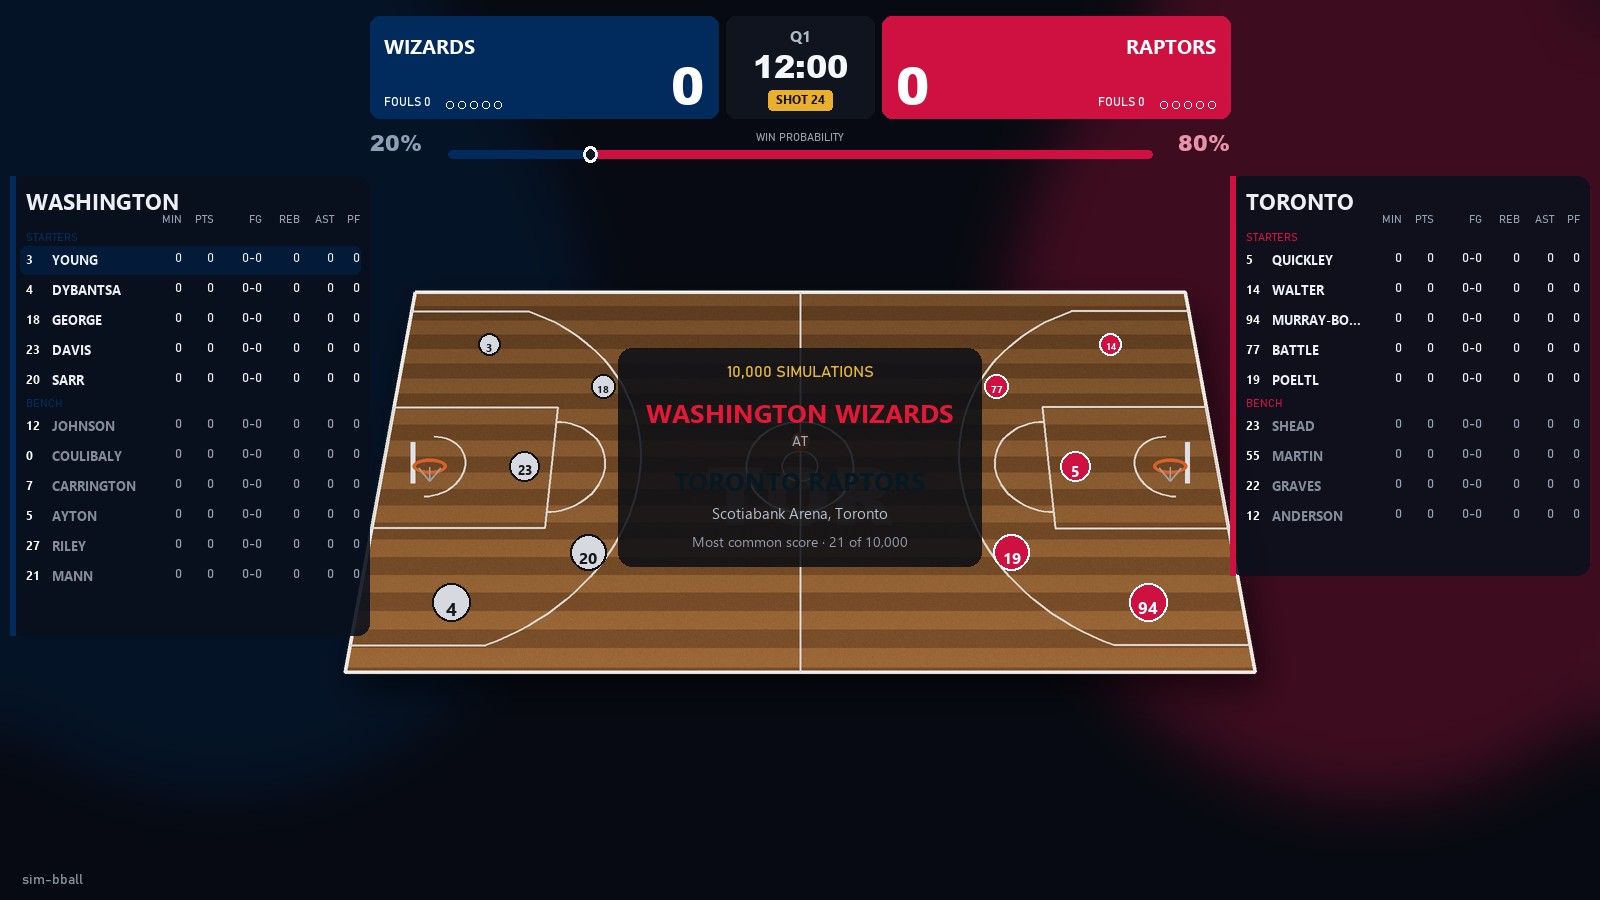 WIZARDS
0
FOULS 0
Q1
12:00
SHOT 24
RAPTORS
0
FOULS 0
20%
WIN PROBABILITY
80%
WASHINGTON
MIN PTS FG REB AST PF
STARTERS
3 YOUNG 0 0 0-0 0 0 0
4 DYBANTSA 0 0 0-0 0 0 0
18 GEORGE 0 0 0-0 0 0 0
23 DAVIS 0 0 0-0 0 0 0
20 SARR 0 0 0-0 0 0 0
BENCH
12 JOHNSON 0 0 0-0 0 0 0
0 COULIBALY 0 0 0-0 0 0 0
7 CARRINGTON 0 0 0-0 0 0 0
5 AYTON 0 0 0-0 0 0 0
27 RILEY 0 0 0-0 0 0 0
21 MANN 0 0 0-0 0 0 0
3
18
23
20
4
10,000 SIMULATIONS
WASHINGTON WIZARDS
AT
TORONTO RAPTORS
Scotiabank Arena, Toronto
Most common score · 21 of 10,000
14
77
5
19
94
TORONTO
MIN PTS FG REB AST PF
STARTERS
5 QUICKLEY 0 0 0-0 0 0 0
14 WALTER 0 0 0-0 0 0 0
94 MURRAY-BO... 0 0 0-0 0 0 0
77 BATTLE 0 0 0-0 0 0 0
19 POELTL 0 0 0-0 0 0 0
BENCH
23 SHEAD 0 0 0-0 0 0 0
55 MARTIN 0 0 0-0 0 0 0
22 GRAVES 0 0 0-0 0 0 0
12 ANDERSON 0 0 0-0 0 0 0
sim-bball